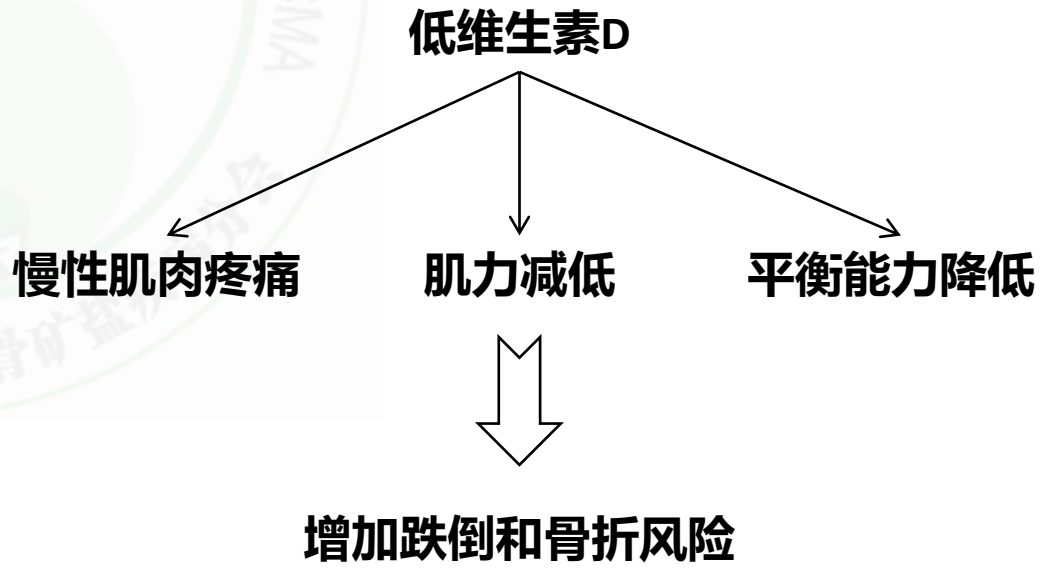 低维生素D
慢性肌肉疼痛
肌力减低
平衡能力降低
增加跌倒和骨折风险